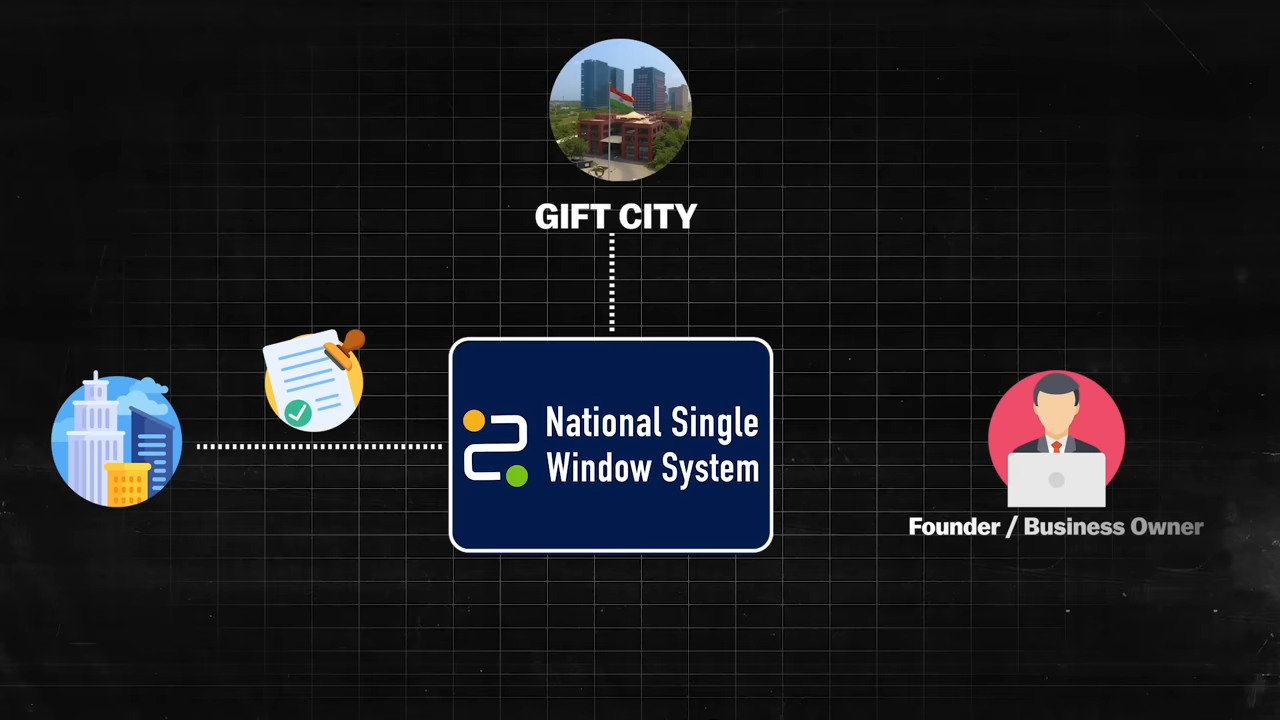 GIFT CITY
National Single
Window System
Founder / Business Owner